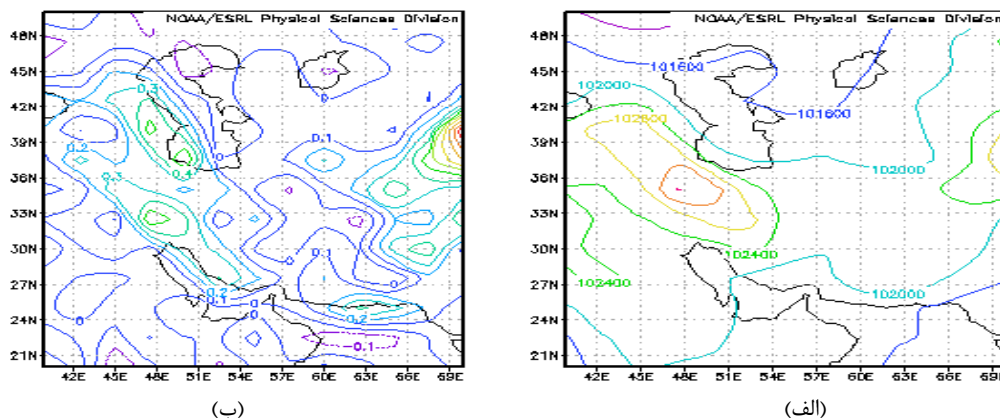 NOAA/ESRL Physical Sciences Division
48N
45N
42N
39N
36N
33N
30N
27N
24N
21N
42E
45E
48E
51E
54E
57E
60E
63E
66E
69E
0.3
0
0.1
0.2
0.4
0.3
0
0.1
0
0.2
0.1
0
0
0
0.2
-0.1
(ب)
NOAA/ESRL Physical Sciences Division
48N
45N
42N
39N
36N
33N
30N
27N
24N
21N
42E
45E
48E
51E
54E
57E
60E
63E
66E
69E
101600
102000
101600
102000
102400
102400
102000
(الف)